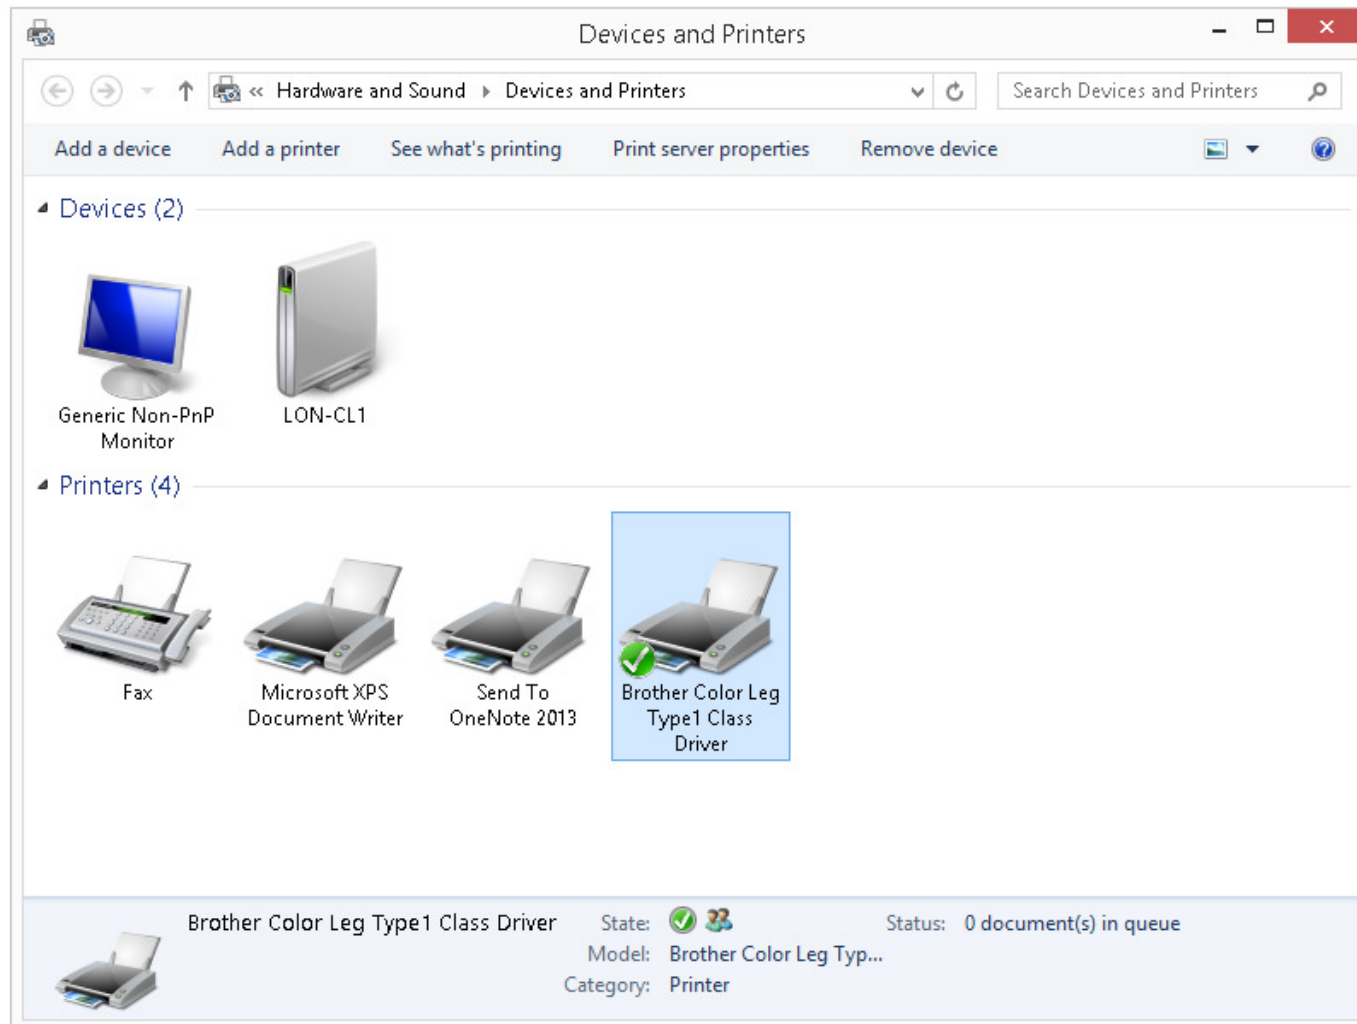 Devices and Printers
« Hardware and Sound Devices and Printers
Search Devices and Printers
Add a device Add a printer See what's printing Print server properties Remove device
Devices (2)
Generic Non-PnP
Monitor
LON-CL1
Printers (4)
Fax
Microsoft XPS
Document Writer
Send To
OneNote 2013
Brother Color Leg
Type1 Class
Driver
Brother Color Leg Type1 Class Driver State: Status: 0 document(s) in queue
Model: Brother Color Leg Typ...
Category: Printer